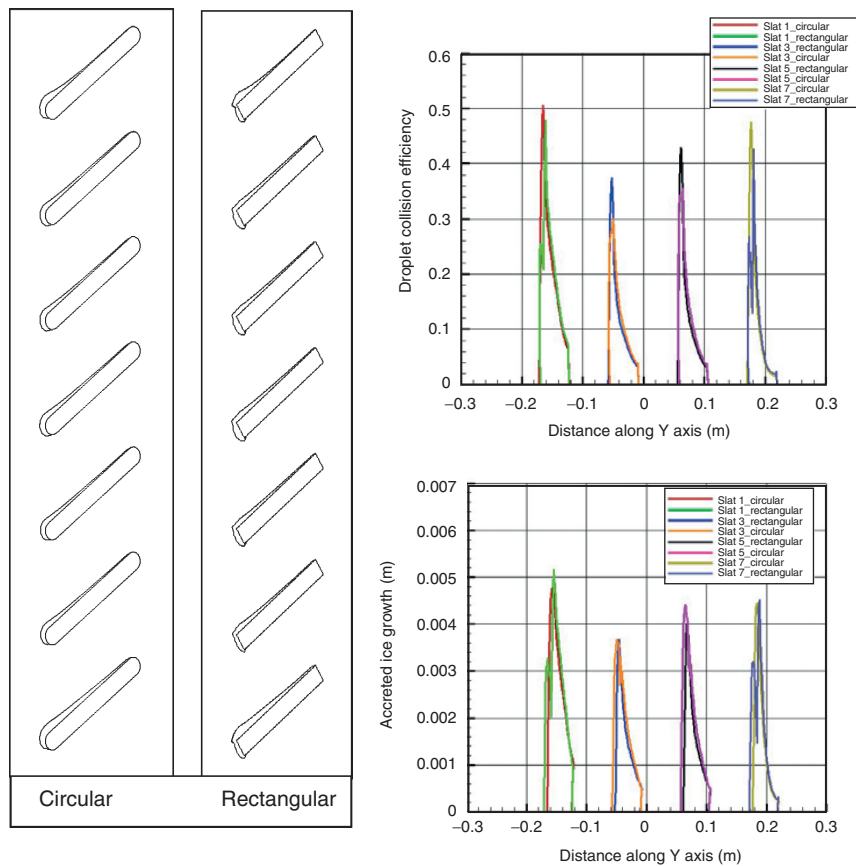 Circular
Rectangular
Slat 1_circular
Slat 1_rectangular
Slat 3_rectangular
Slat 3_circular
Slat 5_rectangular
Slat 5_circular
Slat 7_circular
Slat 7_rectangular
0.6
0.5
0.4
0.3
0.2
0.1
0
Droplet collision efficiency
−0.3 −0.2 −0.1 0 0.1 0.2 0.3
Distance along Y axis (m)
Slat 1_circular
Slat 1_rectangular
Slat 3_rectangular
Slat 3_circular
Slat 5_rectangular
Slat 5_circular
Slat 7_circular
Slat 7_rectangular
0.007
0.006
0.005
0.004
0.003
0.002
0.001
0
Accreted ice growth (m)
−0.3 −0.2 −0.1 0 0.1 0.2 0.3
Distance along Y axis (m)